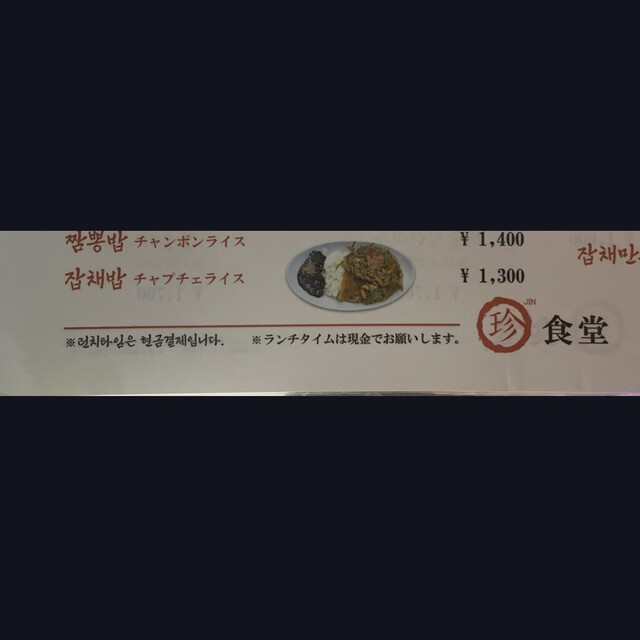 짬뽕밥 チャンポンライス ¥ 1,400
잡채밥 チャプチェライス ¥ 1,300
잡채만
※런치타임은 현금결제입니다. ※ランチタイムは現金でお願いします。
珍 JIN 食堂